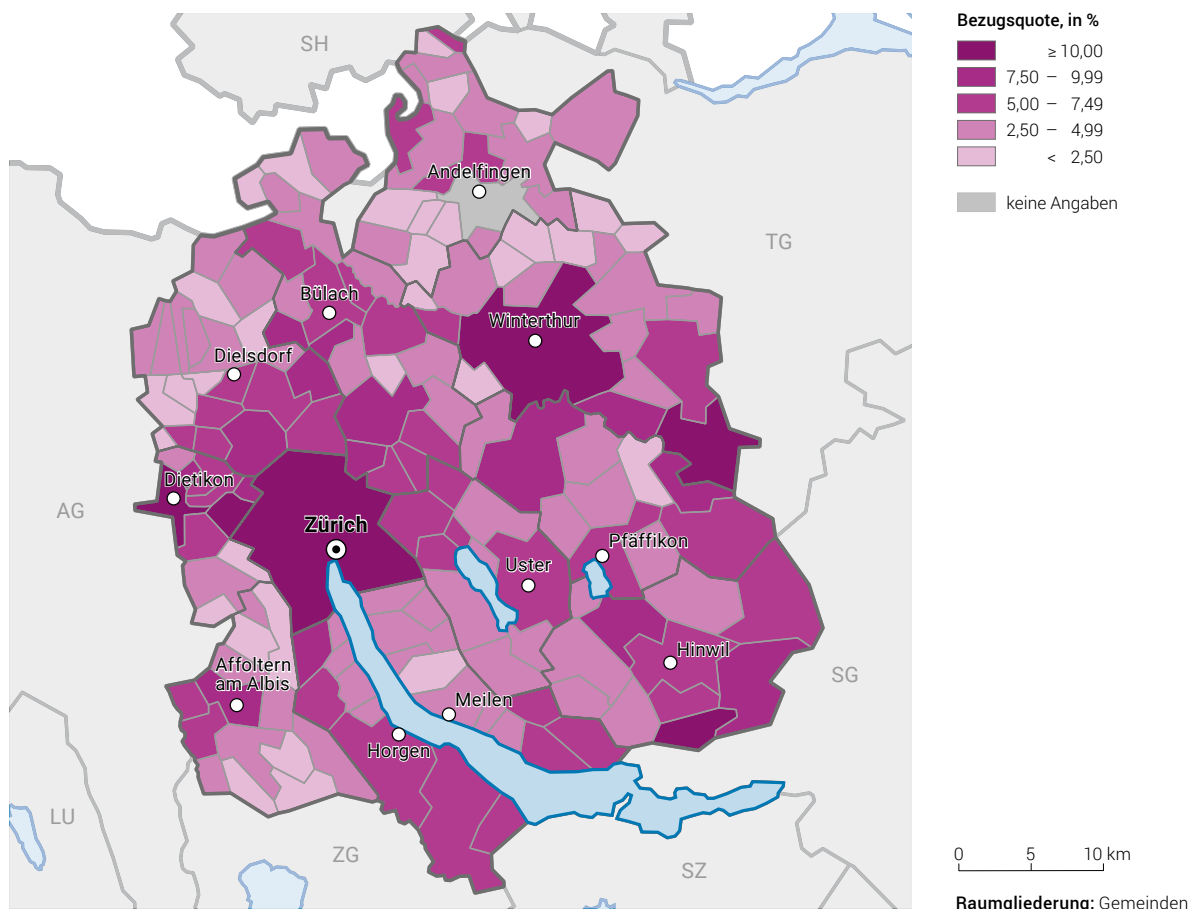 Bezugsquote, in %
≥ 10,00
7,50 – 9,99
5,00 – 7,49
2,50 – 4,99
< 2,50
keine Angaben
SH
Andelfingen
TG
Bülach
Winterthur
Dielsdorf
Dietikon
AG
Zürich
Pfäffikon
Uster
Hinwil
Affoltern
am Albis
SG
Meilen
Horgen
LU
ZG
SZ
0 5 10 km
Raumgliederung: Gemeinden